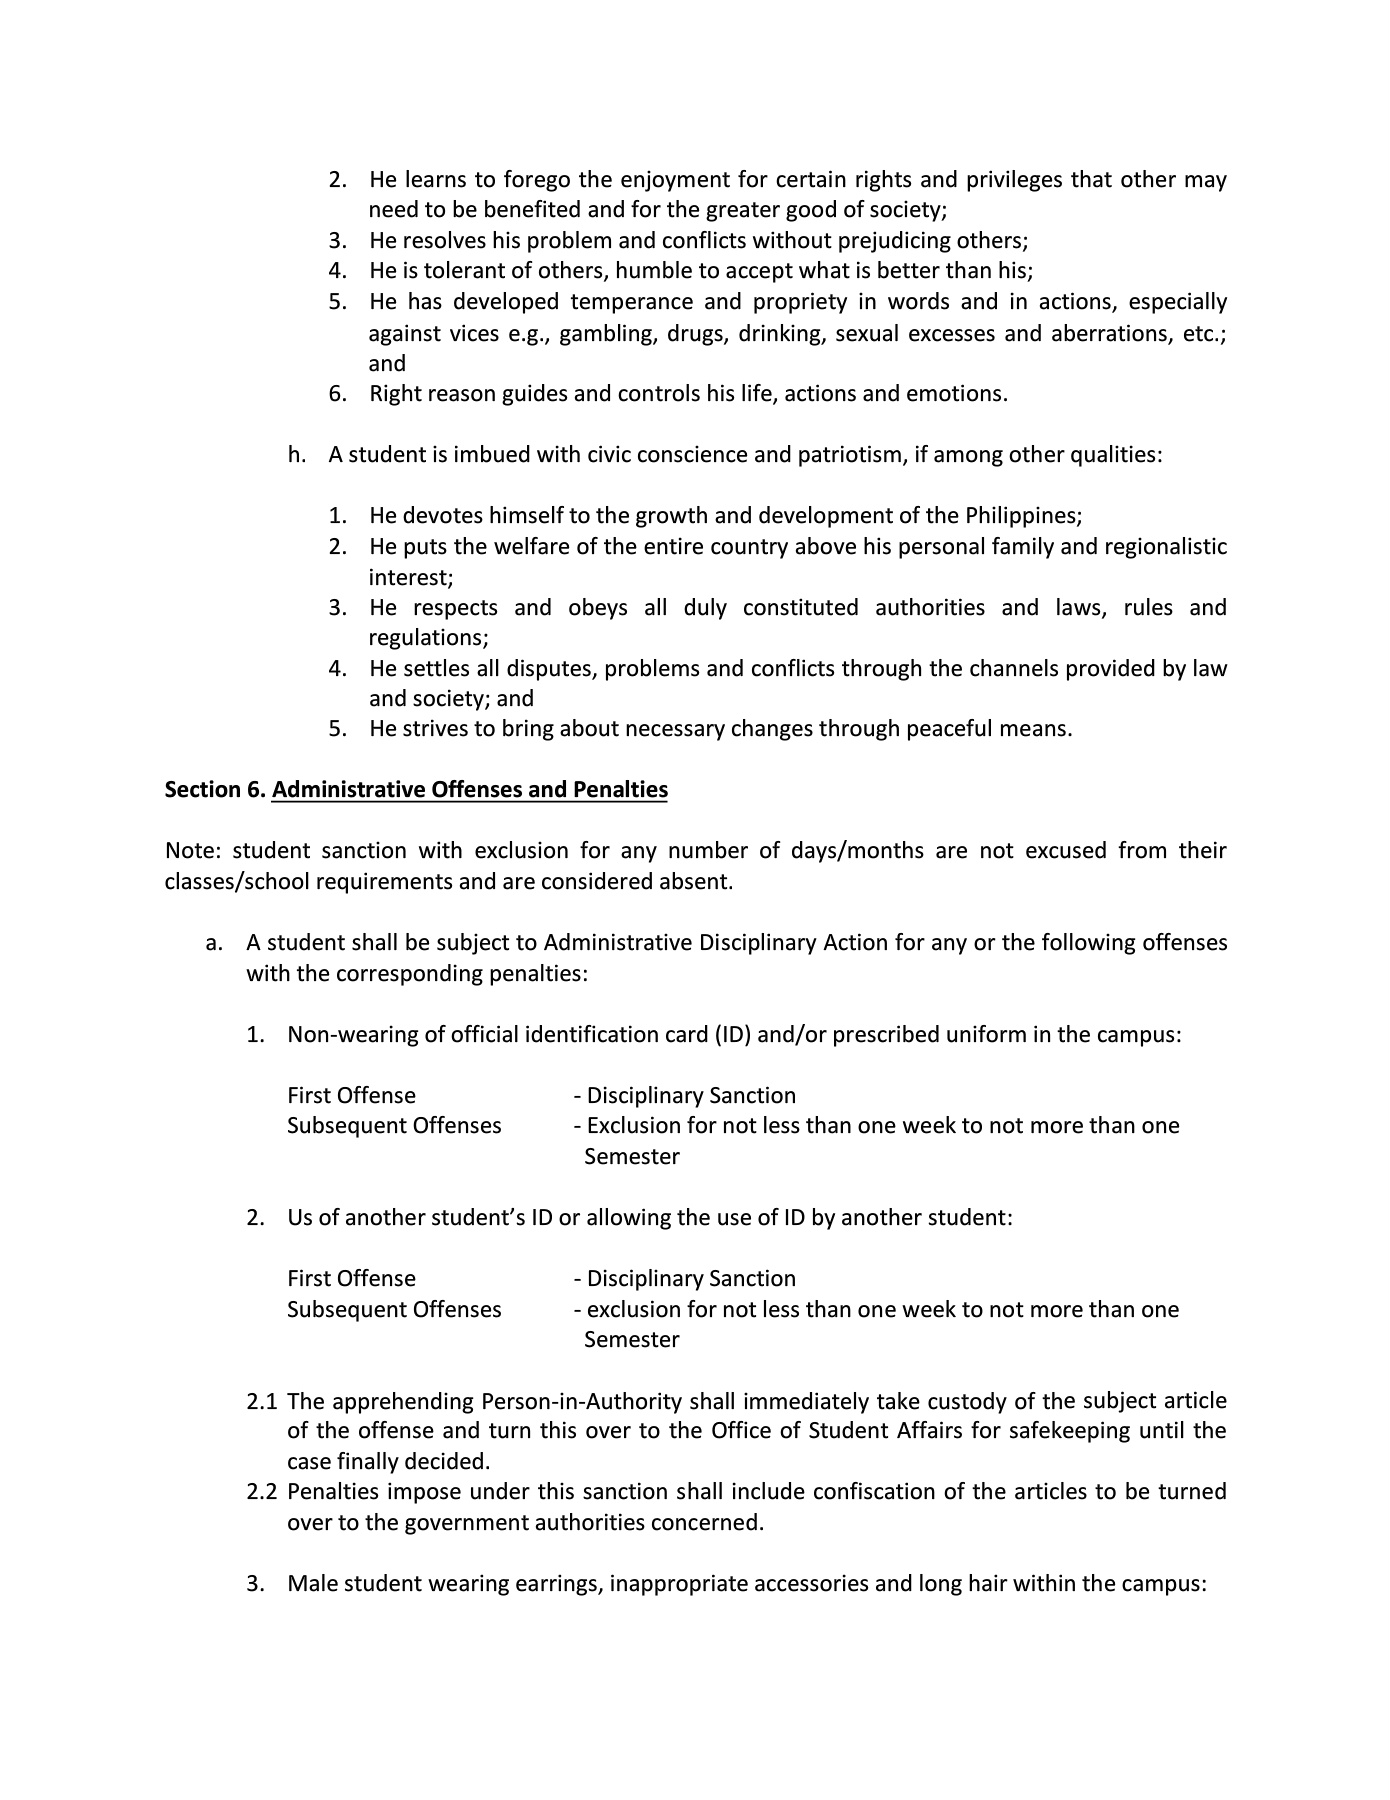 2. He learns to forego the enjoyment for certain rights and privileges that other may
need to be benefited and for the greater good of society;
3. He resolves his problem and conflicts without prejudicing others;
4. He is tolerant of others, humble to accept what is better than his;
5. He has developed temperance and propriety in words and in actions, especially
against vices e.g., gambling, drugs, drinking, sexual excesses and aberrations, etc.;
and
6. Right reason guides and controls his life, actions and emotions.
h. A student is imbued with civic conscience and patriotism, if among other qualities:
1. He devotes himself to the growth and development of the Philippines;
2. He puts the welfare of the entire country above his personal family and regionalistic
interest;
3. He respects and obeys all duly constituted authorities and laws, rules and
regulations;
4. He settles all disputes, problems and conflicts through the channels provided by law
and society; and
5. He strives to bring about necessary changes through peaceful means.
Section 6. Administrative Offenses and Penalties
Note: student sanction with exclusion for any number of days/months are not excused from their
classes/school requirements and are considered absent.
a. A student shall be subject to Administrative Disciplinary Action for any or the following offenses
with the corresponding penalties:
1. Non-wearing of official identification card (ID) and/or prescribed uniform in the campus:
First Offense - Disciplinary Sanction
Subsequent Offenses - Exclusion for not less than one week to not more than one
Semester
2. Us of another student’s ID or allowing the use of ID by another student:
First Offense - Disciplinary Sanction
Subsequent Offenses - exclusion for not less than one week to not more than one
Semester
2.1 The apprehending Person-in-Authority shall immediately take custody of the subject article
of the offense and turn this over to the Office of Student Affairs for safekeeping until the
case finally decided.
2.2 Penalties impose under this sanction shall include confiscation of the articles to be turned
over to the government authorities concerned.
3. Male student wearing earrings, inappropriate accessories and long hair within the campus: